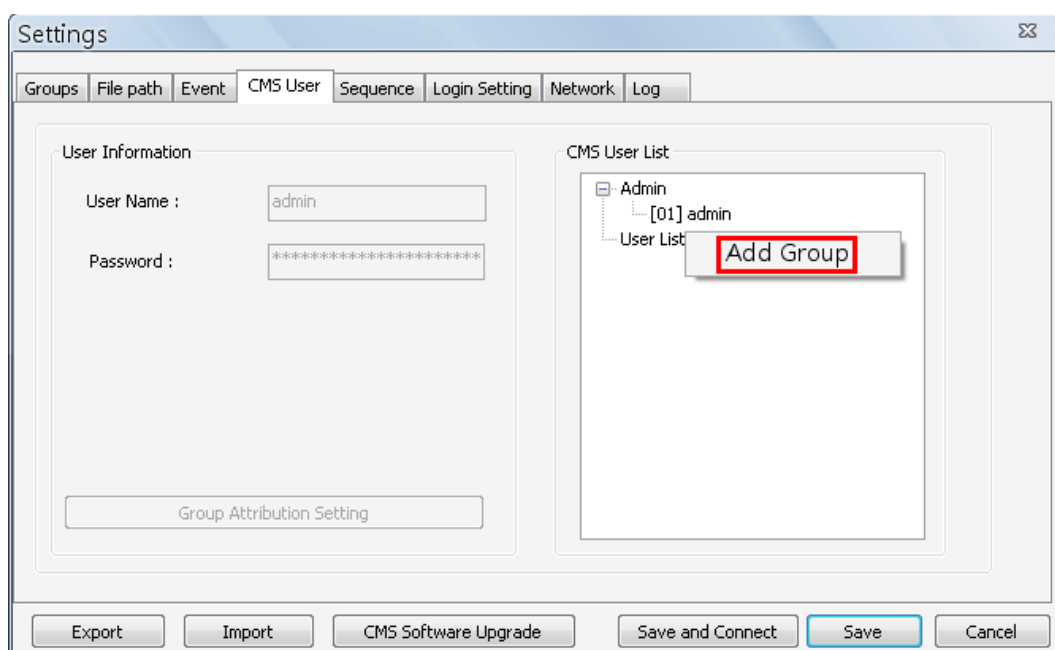 Settings
Groups File path Event CMS User Sequence Login Setting Network Log
User Information
User Name :
admin
Password :
**********************
Group Attribution Setting
CMS User List
Admin
[01] admin
User List
Add Group
Export Import CMS Software Upgrade Save and Connect Save Cancel